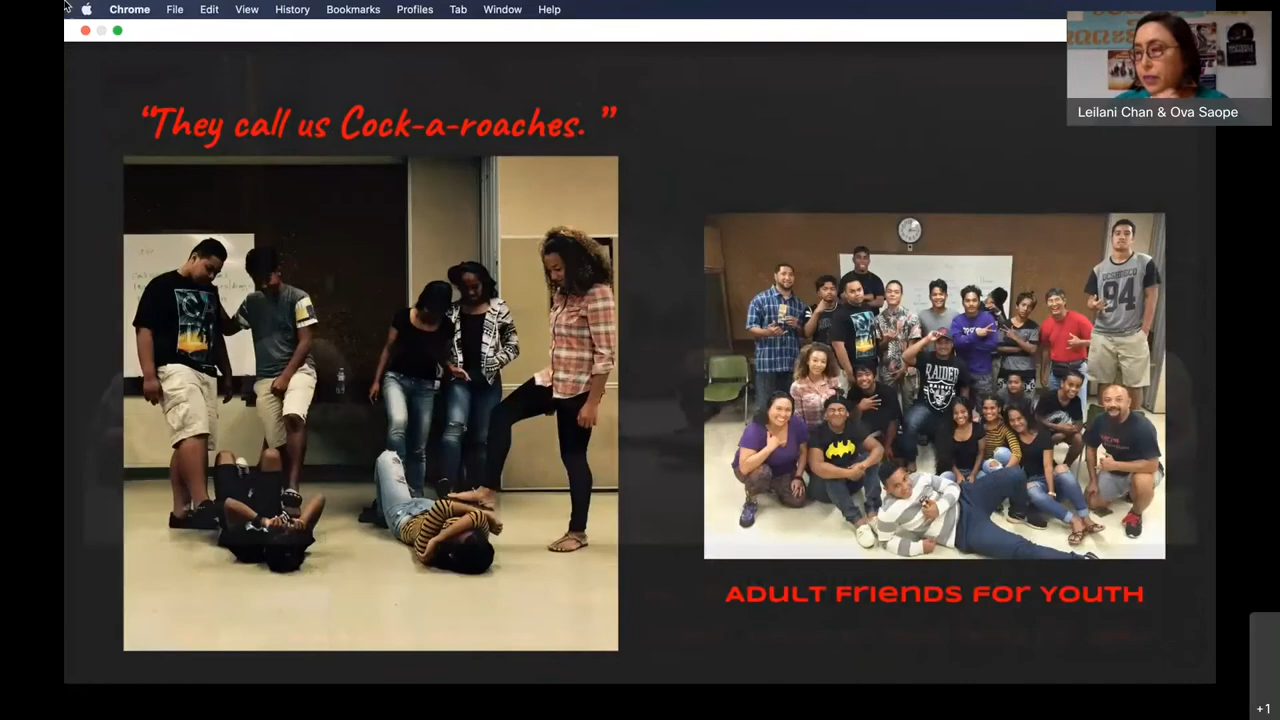 Chrome File Edit View History Bookmarks Profiles Tab Window Help
Leilani Chan & Ova Saope
“They call us Cock-a-roaches. ”
RAIDER
94
ADULT FRIENDS FOR YOUTH
+1